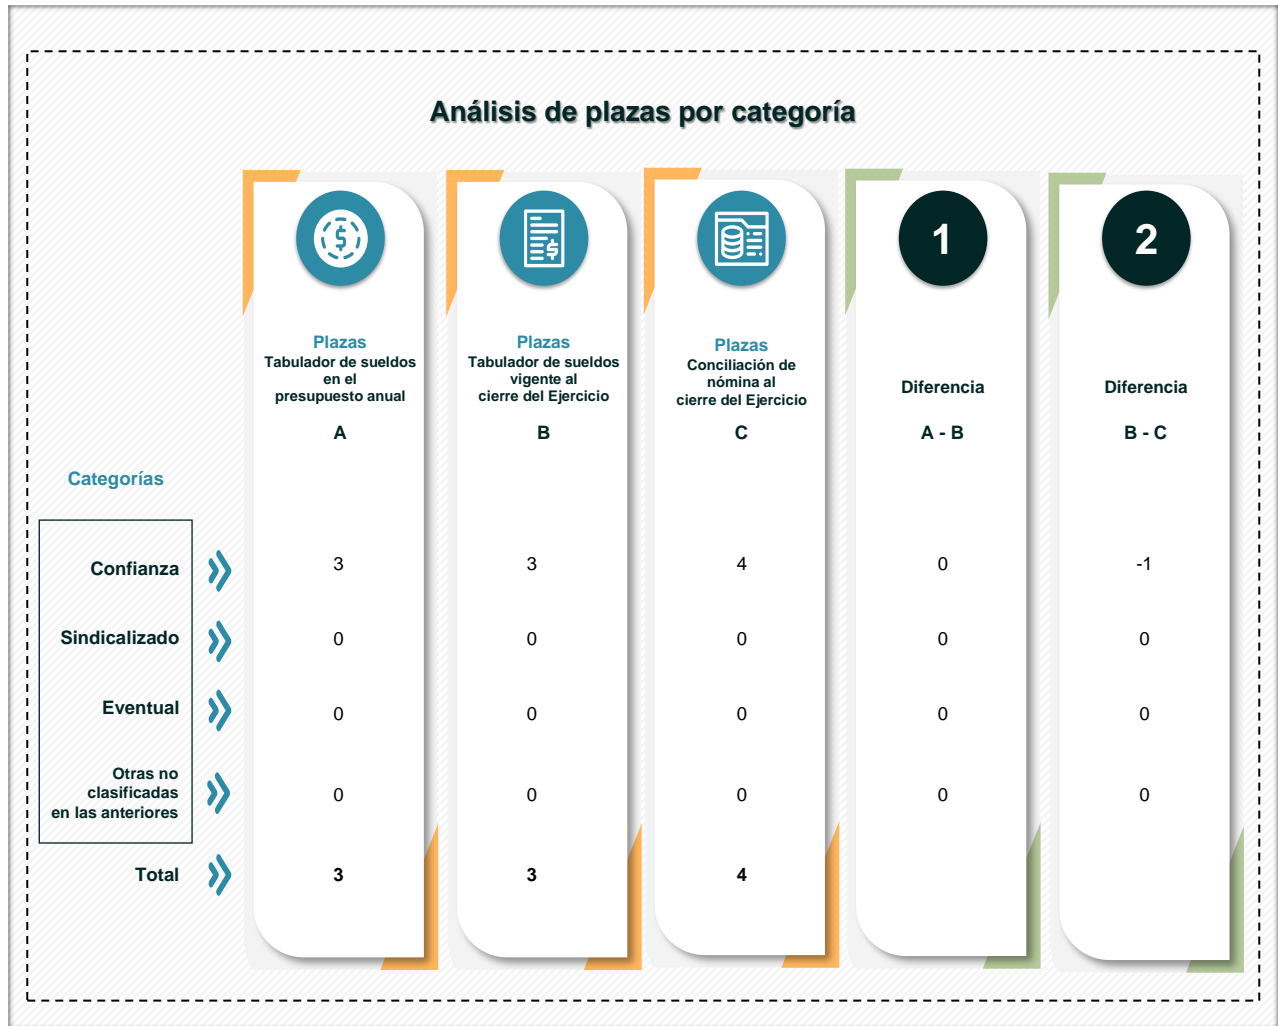 Análisis de plazas por categoría
Plazas
Tabulador de sueldos
en el
presupuesto anual
A
Plazas
Tabulador de sueldos
vigente al
cierre del Ejercicio
B
Plazas
Conciliación de
nómina al
cierre del Ejercicio
C
1
Diferencia
A - B
2
Diferencia
B - C
Categorías
Confianza 3 3 4 0 -1
Sindicalizado 0 0 0 0 0
Eventual 0 0 0 0 0
Otras no
clasificadas
en las anteriores 0 0 0 0 0
Total 3 3 4